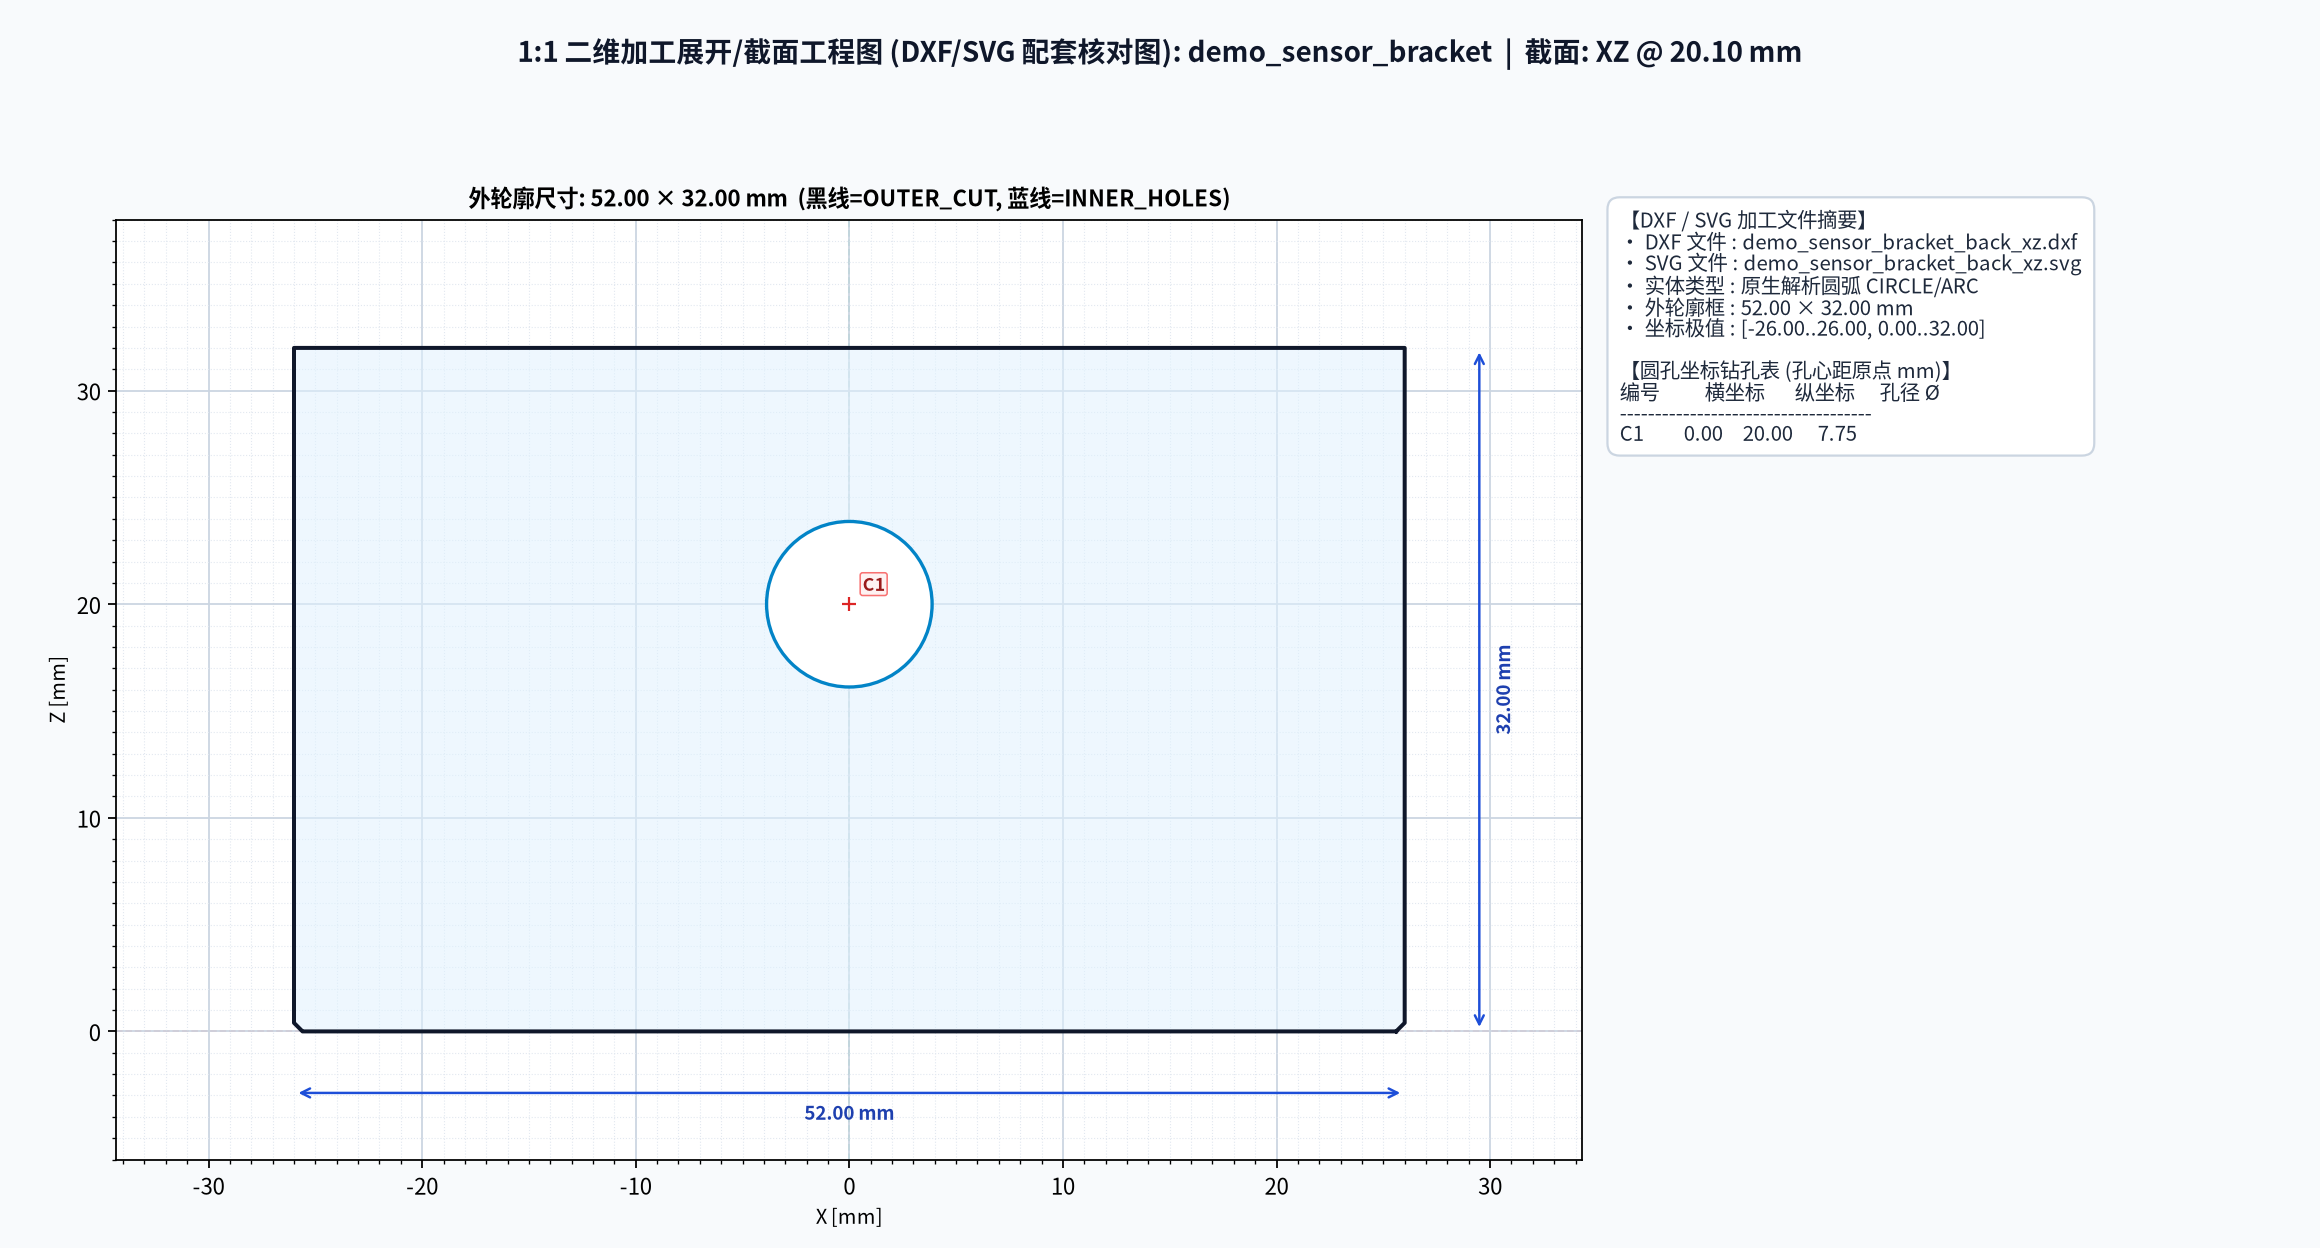 1:1 二维加工展开/截面工程图 (DXF/SVG 配套核对图): demo_sensor_bracket | 截面: XZ @ 20.10 mm
外轮廓尺寸: 52.00 × 32.00 mm (黑线=OUTER_CUT, 蓝线=INNER_HOLES)
【DXF / SVG 加工文件摘要】
• DXF 文件 : demo_sensor_bracket_back_xz.dxf
• SVG 文件 : demo_sensor_bracket_back_xz.svg
• 实体类型 : 原生解析圆弧 CIRCLE/ARC
• 外轮廓框 : 52.00 × 32.00 mm
• 坐标极值 : [-26.00..26.00, 0.00..32.00]
【圆孔坐标钻孔表 (孔心距原点 mm)】
编号 横坐标 纵坐标 孔径 Ø
------------------------------------
C1 0.00 20.00 7.75
30
20
10
0
Z [mm]
C1
32.00 mm
52.00 mm
-30 -20 -10 0 10 20 30
X [mm]